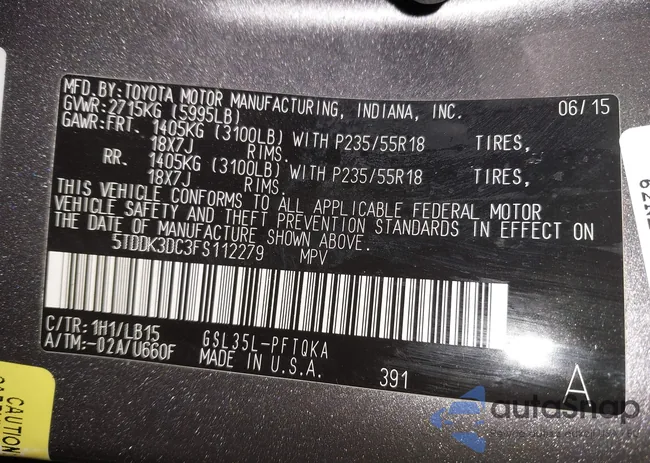 MFD.BY:TOYOTA MOTOR MANUFACTURING, INDIANA, INC. 06/15
GVWR:2715KG (5995LB)
GAWR:FRT. 1405KG (3100LB) WITH P235/55R18 TIRES,
18X7J RIMS.
RR. 1405KG (3100LB) WITH P235/55R18 TIRES,
18X7J RIMS.
THIS VEHICLE CONFORMS TO ALL APPLICABLE FEDERAL MOTOR
VEHICLE SAFETY AND THEFT PREVENTION STANDARDS IN EFFECT ON
THE DATE OF MANUFACTURE SHOWN ABOVE.
5TDDK3DC3FS112279 MPV
C/TR:1H1/LB15 GSL35L-PFTQKA
A/TM:-02A/U660F MADE IN U.S.A. 391 A
CAUTION
autoSnap